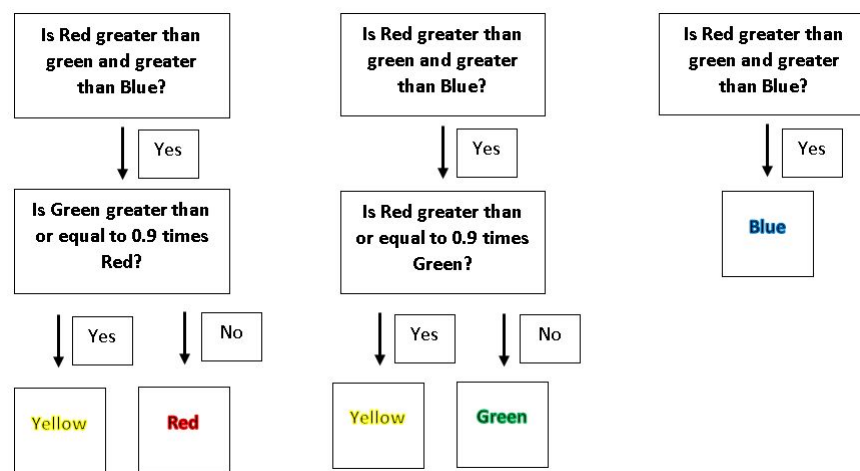 Is Red greater than
green and greater
than Blue?
Yes
Is Green greater than
or equal to 0.9 times
Red?
Yes
No
Yellow
Red
Is Red greater than
green and greater
than Blue?
Yes
Is Red greater than
or equal to 0.9 times
Green?
Yes
No
Yellow
Green
Is Red greater than
green and greater
than Blue?
Yes
Blue